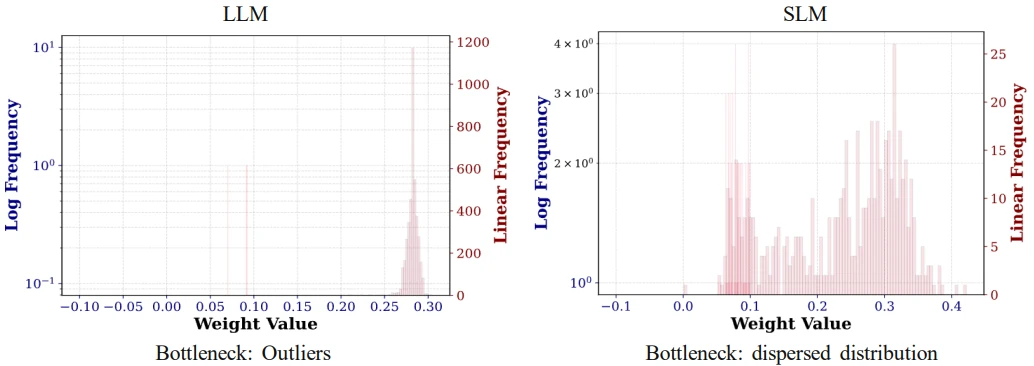 LLM
Log Frequency
10¹
10⁰
10⁻¹
1200
1000
800
600
400
200
0
Linear Frequency
−0.10 −0.05 0.00 0.05 0.10 0.15 0.20 0.25 0.30
Weight Value
Bottleneck: Outliers
SLM
Log Frequency
4 × 10⁰
3 × 10⁰
2 × 10⁰
10⁰
25
20
15
10
5
0
Linear Frequency
−0.1 0.0 0.1 0.2 0.3 0.4
Weight Value
Bottleneck: dispersed distribution